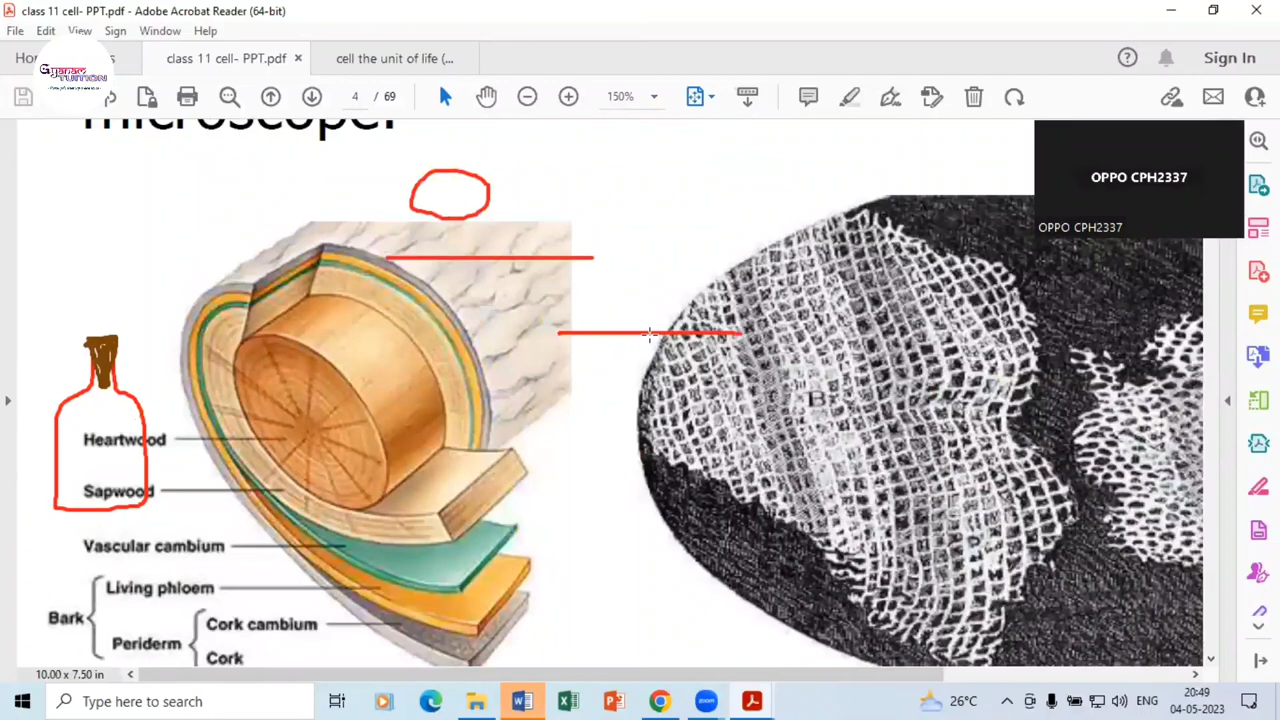 class 11 cell- PPT.pdf - Adobe Acrobat Reader (64-bit)
File Edit View Sign Window Help
class 11 cell- PPT.pdf × cell the unit of life (...
Sign In
Gyanam
TUITION
4 / 69
150%
microscope.
OPPO CPH2337
OPPO CPH2337
B
Heartwood
Sapwood
Vascular cambium
Living phloem
Bark
Cork cambium
Periderm
Cork
10.00 x 7.50 in
Type here to search
26°C
ENG
20:49
04-05-2023